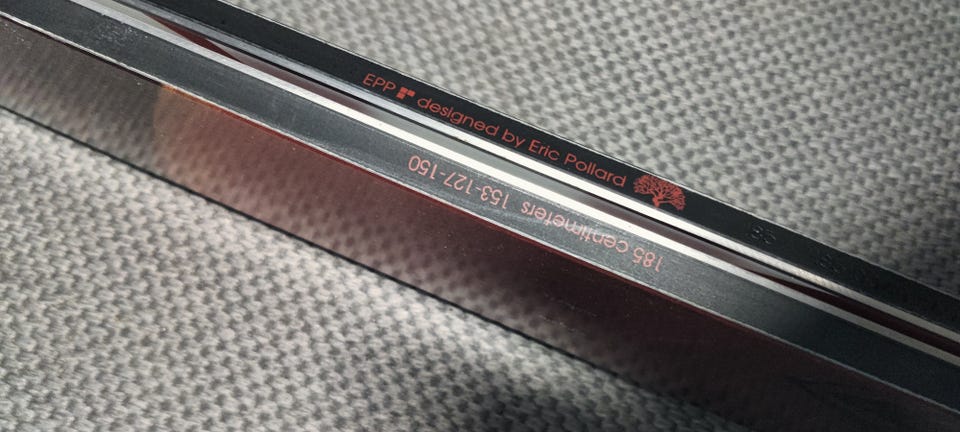 EPP designed by Eric Pollard
185 centimeters 153-127-150